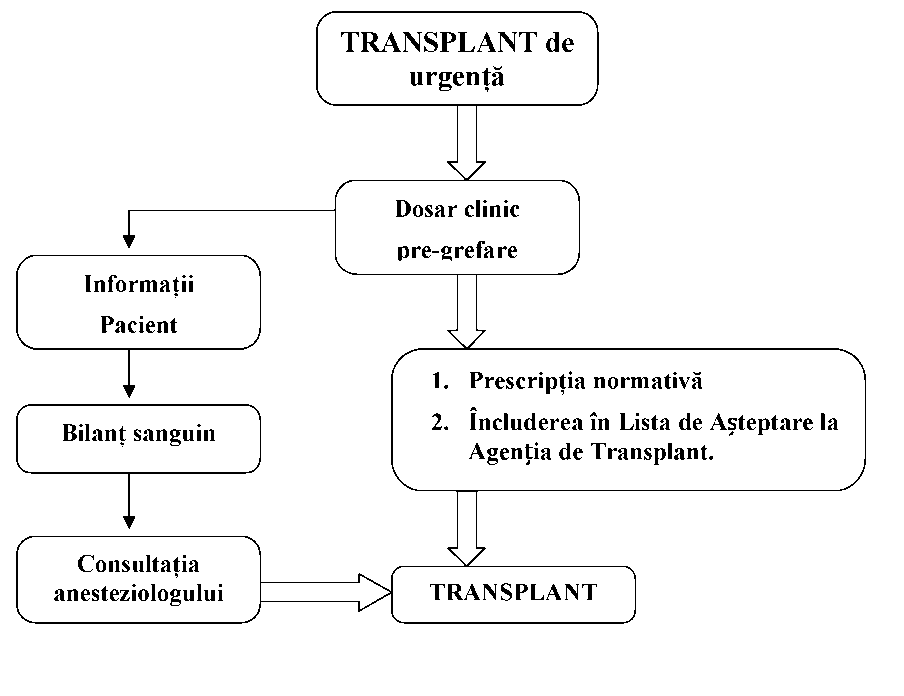 TRANSPLANT de
urgență
Dosar clinic
pre-grefare
Informații
Pacient
1. Prescripția normativă
2. Încluderea în Lista de Așteptare la
Agenția de Transplant.
Bilanț sanguin
Consultația
anesteziologului
TRANSPLANT